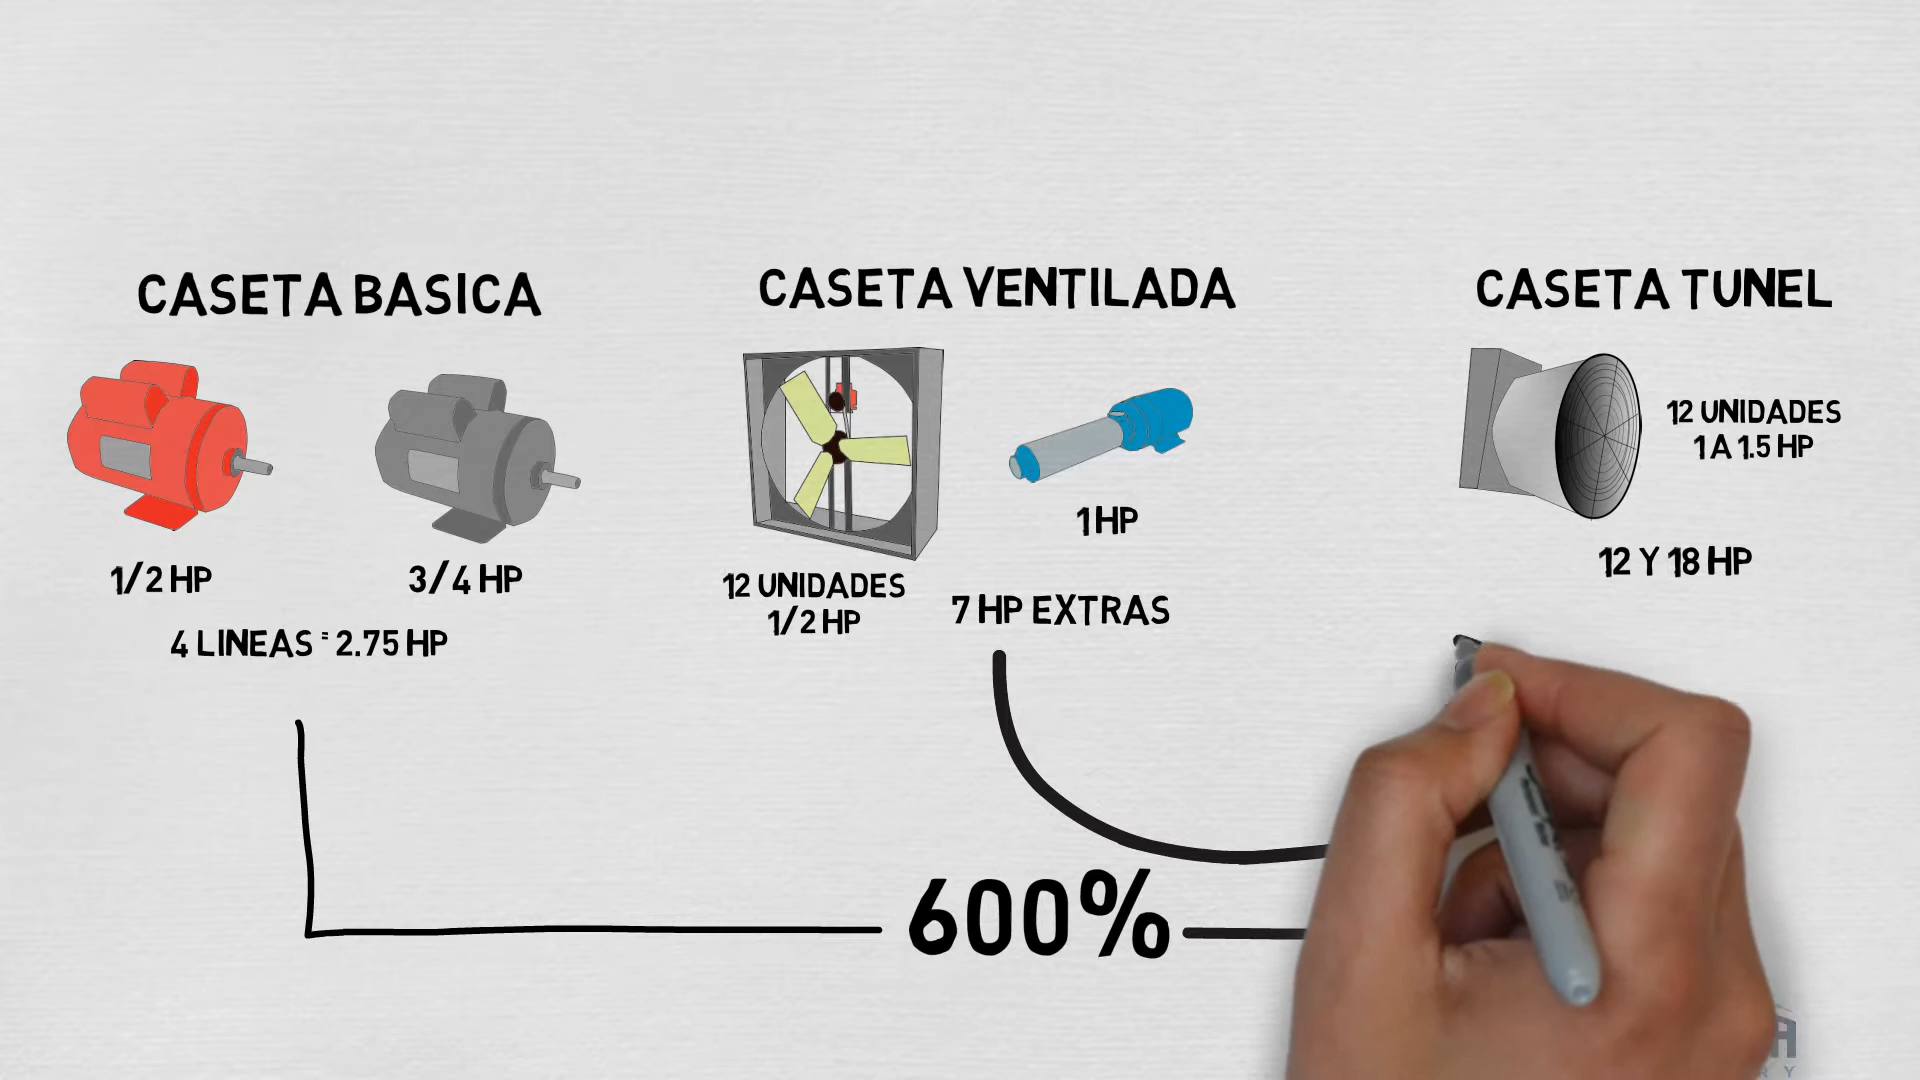 CASETA BASICA
1/2 HP
3/4 HP
4 LINEAS = 2.75 HP
CASETA VENTILADA
12 UNIDADES
1/2 HP
1 HP
7 HP EXTRAS
CASETA TUNEL
12 UNIDADES
1 A 1.5 HP
12 Y 18 HP
600%